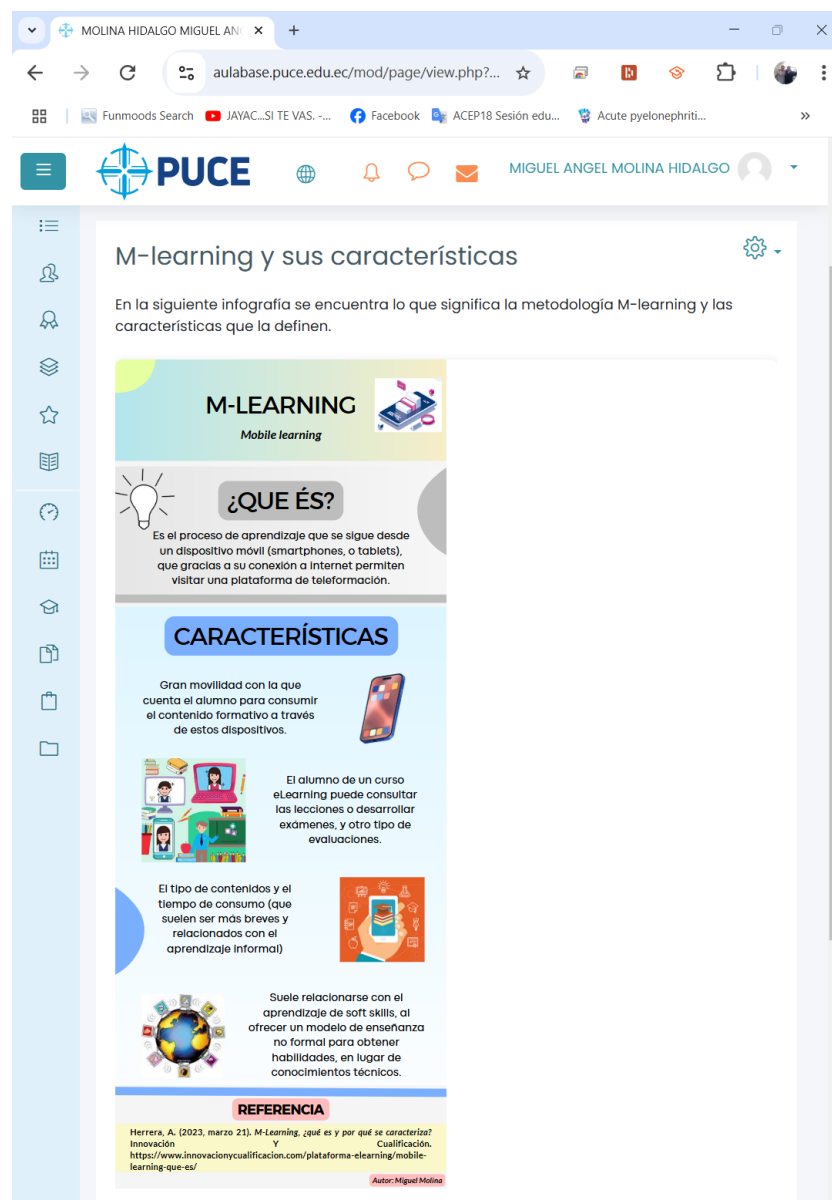 MOLINA HIDALGO MIGUEL AN
aulabase.puce.edu.ec/mod/page/view.php?...
Funmoods Search
JAYAC...SI TE VAS. -...
Facebook
ACEP18 Sesión edu...
Acute pyelonephriti...
PUCE
MIGUEL ANGEL MOLINA HIDALGO
M-learning y sus características
En la siguiente infografía se encuentra lo que significa la metodología M-learning y las
características que la definen.
M-LEARNING
Mobile learning
¿QUE ÉS?
Es el proceso de aprendizaje que se sigue desde
un dispositivo móvil (smartphones, o tablets),
que gracias a su conexión a internet permiten
visitar una plataforma de teleformación.
CARACTERÍSTICAS
Gran movilidad con la que
cuenta el alumno para consumir
el contenido formativo a través
de estos dispositivos.
El alumno de un curso
eLearning puede consultar
las lecciones o desarrollar
exámenes, y otro tipo de
evaluaciones.
El tipo de contenidos y el
tiempo de consumo (que
suelen ser más breves y
relacionados con el
aprendizaje informal)
Suele relacionarse con el
aprendizaje de soft skills, al
ofrecer un modelo de enseñanza
no formal para obtener
habilidades, en lugar de
conocimientos técnicos.
REFERENCIA
Herrera, A. (2023, marzo 21). M-Learning, ¿qué es y por qué se caracteriza?
Innovación Y Cualificación.
https://www.innovacionycualificacion.com/plataforma-elearning/mobile-
learning-que-es/
Autor: Miguel Molina